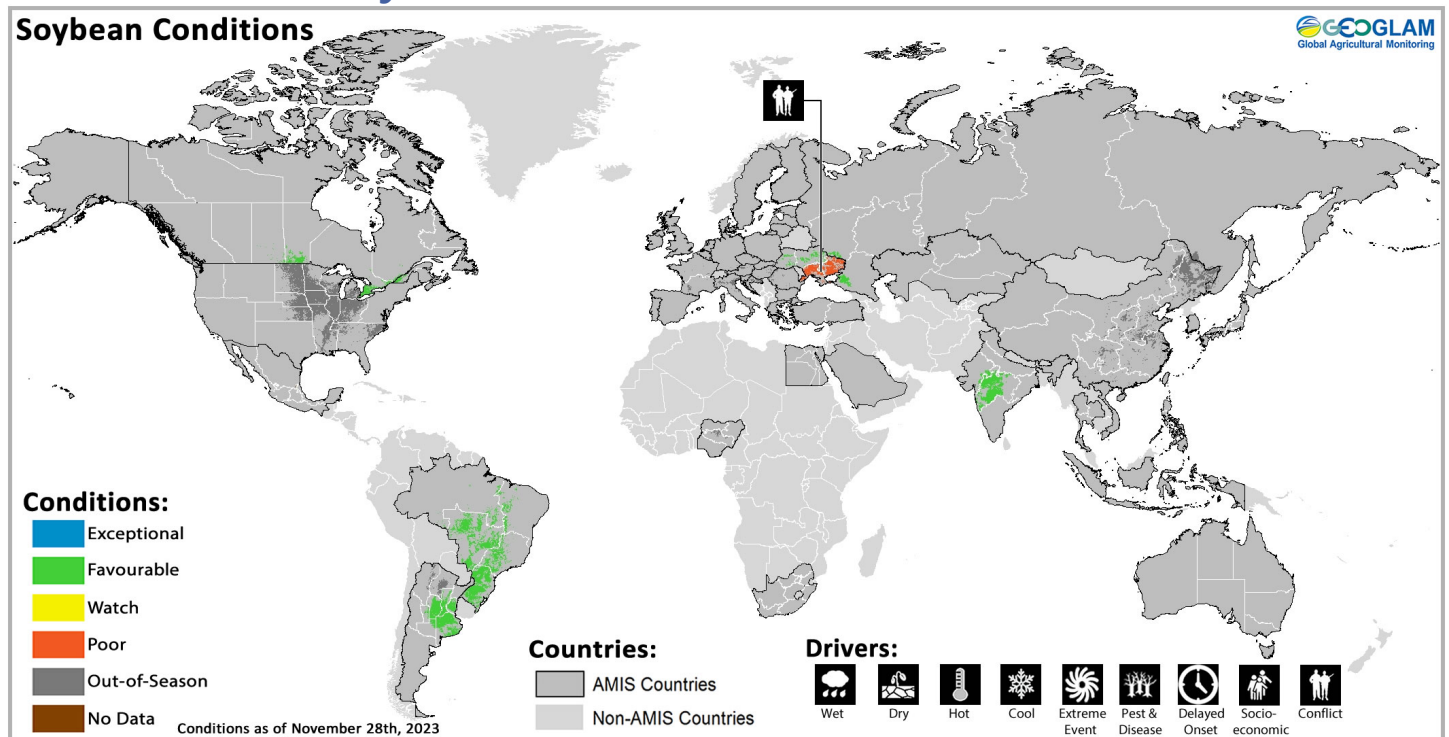 Soybean Conditions
GEOGLAM
Global Agricultural Monitoring
Conditions:
Exceptional
Favourable
Watch
Poor
Out-of-Season
No Data
Conditions as of November 28th, 2023
Countries:
AMIS Countries
Non-AMIS Countries
Drivers:
Wet
Dry
Hot
Cool
Extreme
Event
Pest &
Disease
Delayed
Onset
Socio-
economic
Conflict